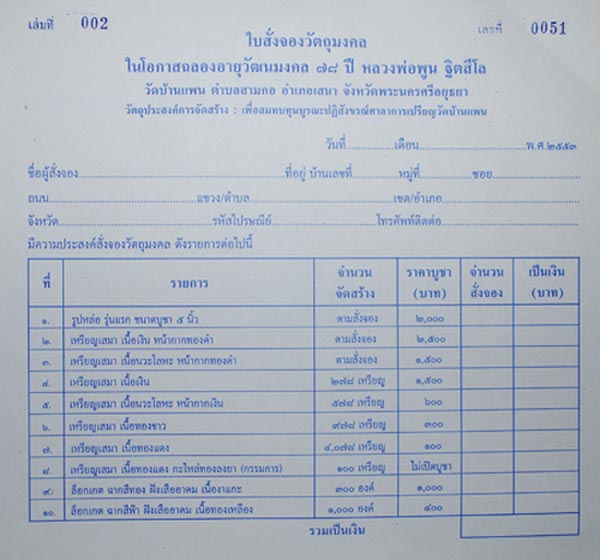 เล่มที่ 002 เลขที่ 0051
ใบสั่งจองวัตถุมงคล
ในโอกาสฉลองอายุวัฒนมงคล ๗๘ ปี หลวงพ่อพูน ฐิตสีโล
วัดบ้านแพน ตำบลสามกอ อำเภอเสนา จังหวัดพระนครศรีอยุธยา
วัตถุประสงค์การจัดสร้าง : เพื่อสมทบทุนบูรณะปฏิสังขรณ์ศาลาการเปรียญวัดบ้านแพน
วันที่ เดือน พ.ศ.๒๕๕๓
ชื่อผู้สั่งจอง ที่อยู่ บ้านเลขที่ หมู่ที่ ซอย
ถนน แขวง/ตำบล เขต/อำเภอ
จังหวัด รหัสไปรษณีย์ โทรศัพท์ติดต่อ
มีความประสงค์สั่งจองวัตถุมงคล ดังรายการต่อไปนี้
ที่ รายการ จำนวนจัดสร้าง ราคาบูชา (บาท) จำนวนสั่งจอง เป็นเงิน (บาท)
๑. รูปหล่อ รุ่นแรก ขนาดบูชา ๕ นิ้ว ตามสั่งจอง ๒,๐๐๐
๒. เหรียญเสมา เนื้อเงิน หน้ากากทองคำ ตามสั่งจอง ๒,๕๐๐
๓. เหรียญเสมา เนื้อนวะโลหะ หน้ากากทองคำ ตามสั่งจอง ๑,๕๐๐
๔. เหรียญเสมา เนื้อเงิน ๒๗๘ เหรียญ ๑,๕๐๐
๕. เหรียญเสมา เนื้อนวะโลหะ หน้ากากเงิน ๕๗๘ เหรียญ ๖๐๐
๖. เหรียญเสมา เนื้อทองขาว ๙๗๘ เหรียญ ๓๐๐
๗. เหรียญเสมา เนื้อทองแดง ๔,๐๗๘ เหรียญ ๑๐๐
๘. เหรียญเสมา เนื้อทองแดง กะไหล่ทองลงยา (กรรมการ) ๑๐๐ เหรียญ ไม่เปิดบูชา
๙. ล็อกเกต ฉากสีทอง ฝังเสืออาคม เนื้องาแกะ ๓๐๐ องค์ ๑,๐๐๐
๑๐. ล็อกเกต ฉากสีฟ้า ฝังเสืออาคม เนื้อทองเหลือง ๑,๐๐๐ องค์ ๔๐๐
รวมเป็นเงิน